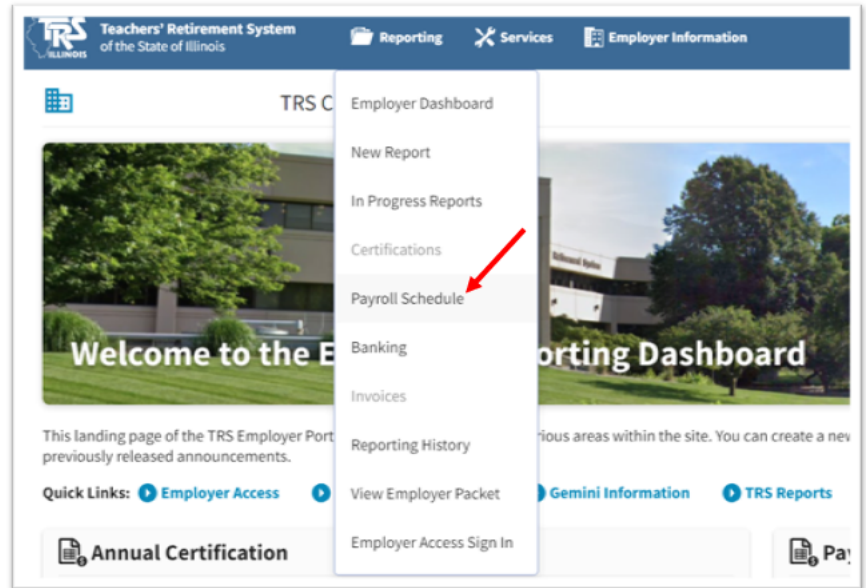 TRS
ILLINOIS
Teachers' Retirement System
of the State of Illinois
Reporting
Services
Employer Information
TRS C
Employer Dashboard
New Report
In Progress Reports
Certifications
Payroll Schedule
Banking
Invoices
Reporting History
View Employer Packet
Employer Access Sign In
Welcome to the E
orting Dashboard
This landing page of the TRS Employer Port
rious areas within the site. You can create a new
previously released announcements.
Quick Links: Employer Access
Gemini Information
TRS Reports
Annual Certification
Pay